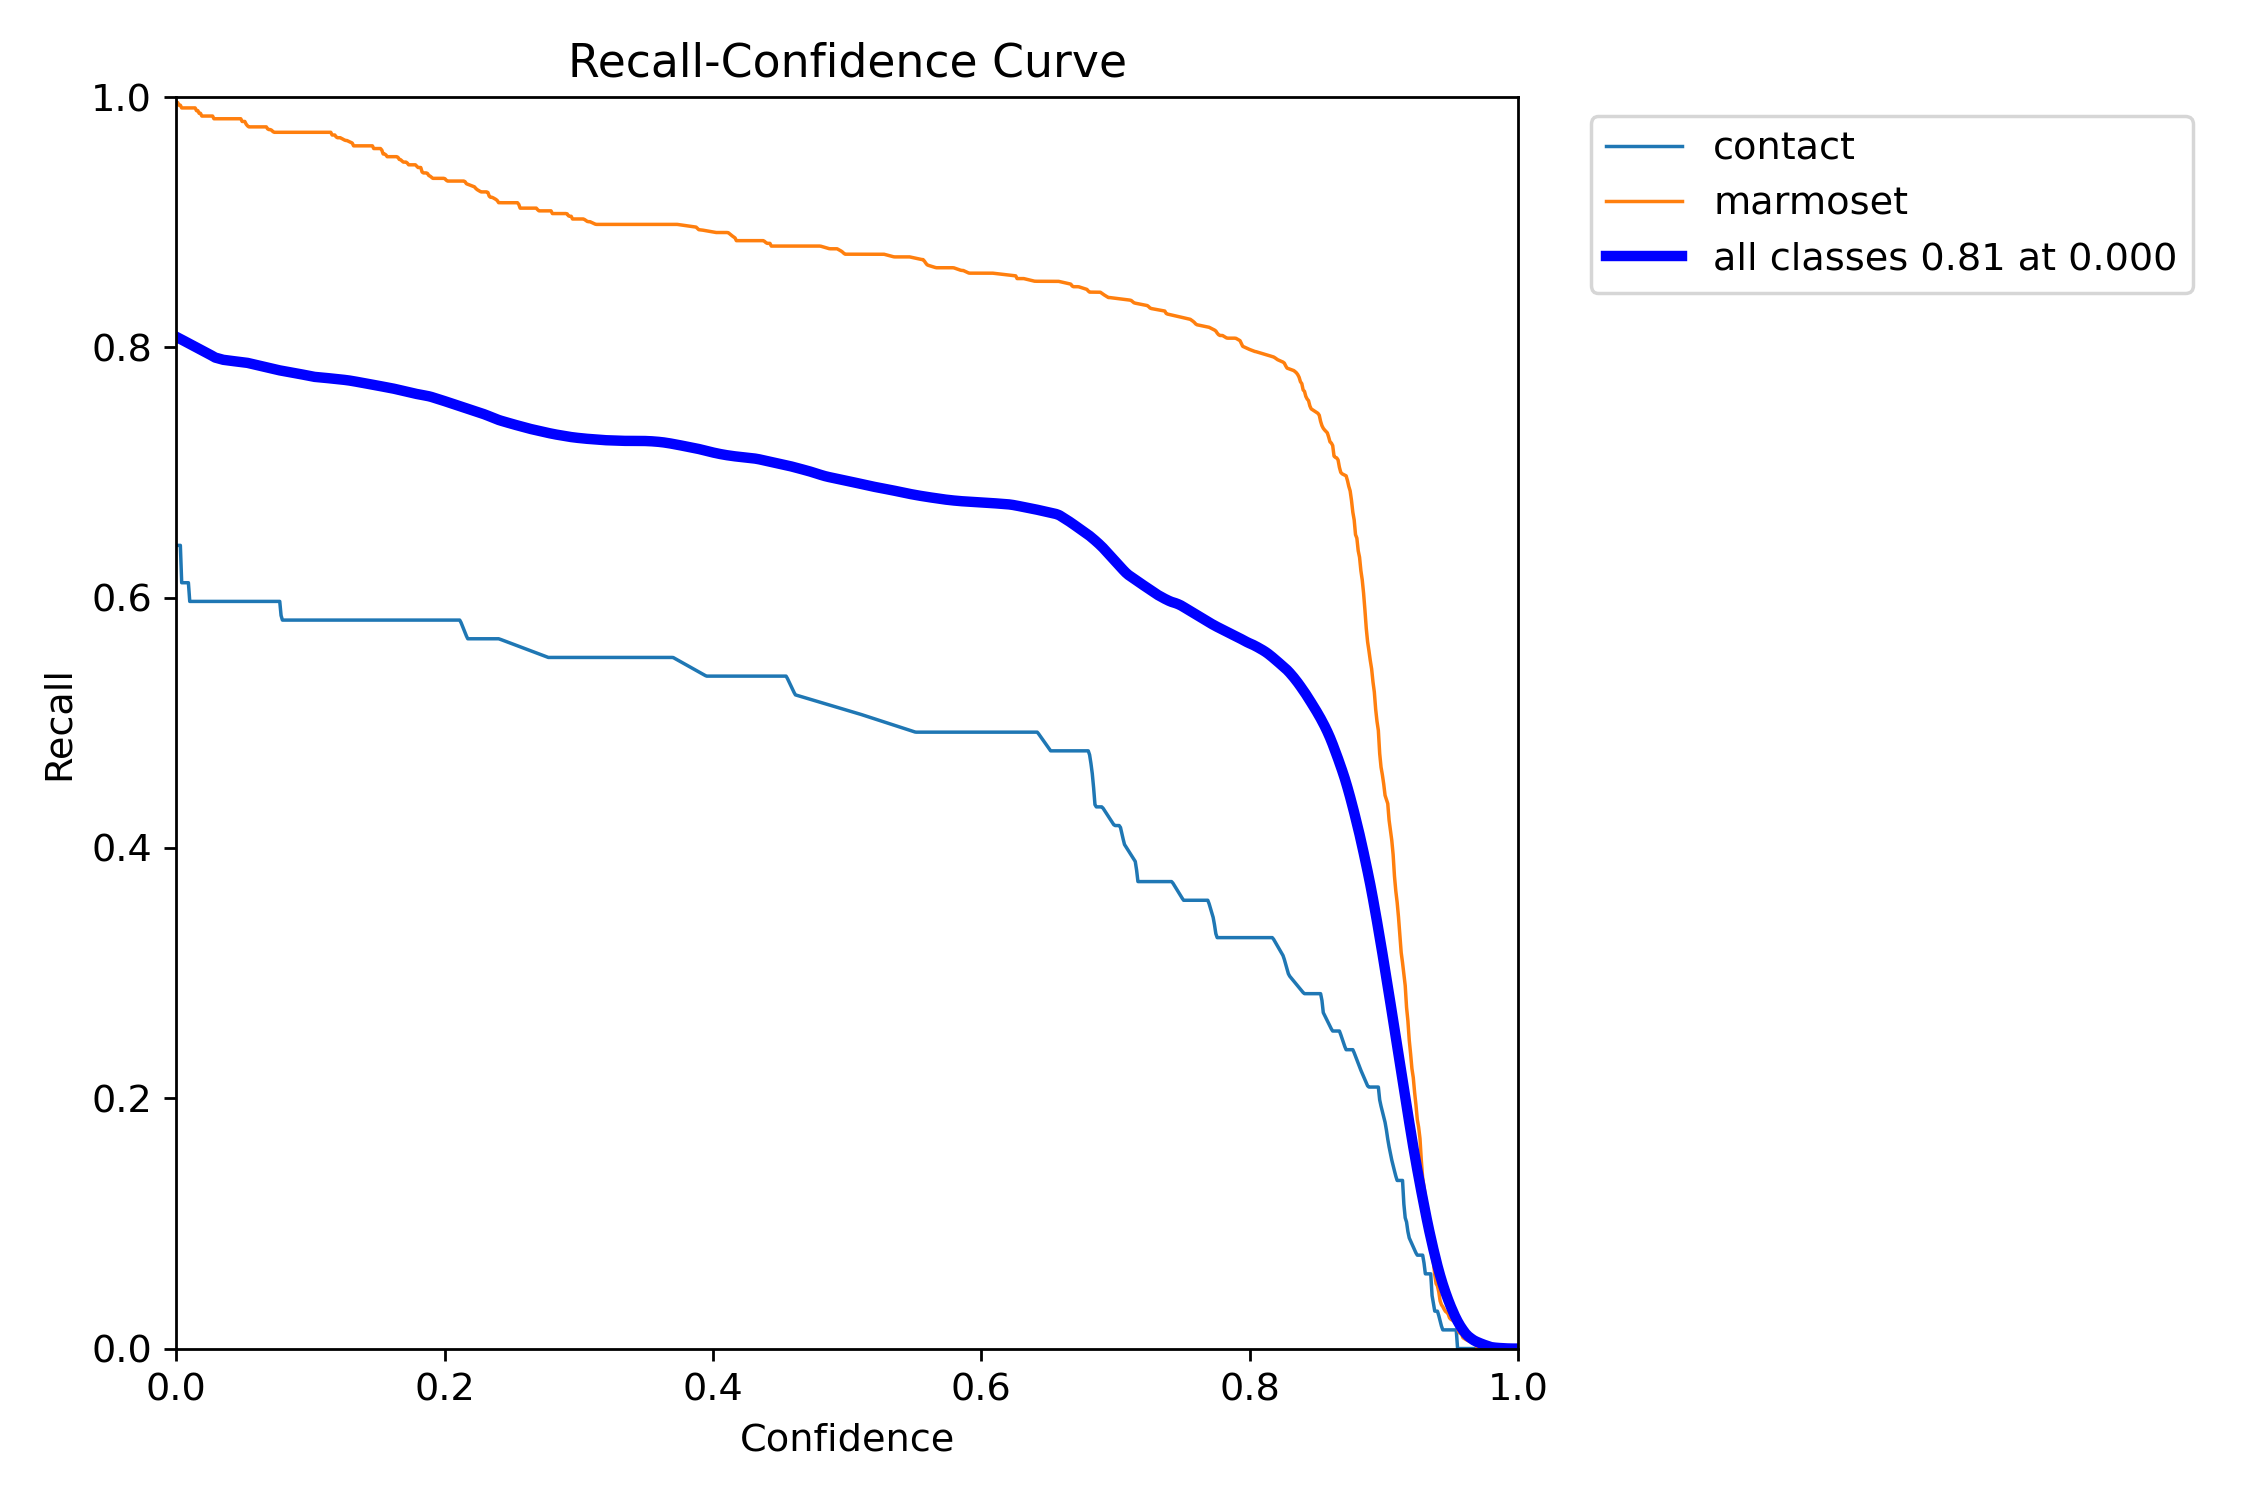 Recall-Confidence Curve
1.0
0.8
0.6
0.4
0.2
0.0
Recall
0.0 0.2 0.4 0.6 0.8 1.0
Confidence
contact
marmoset
all classes 0.81 at 0.000